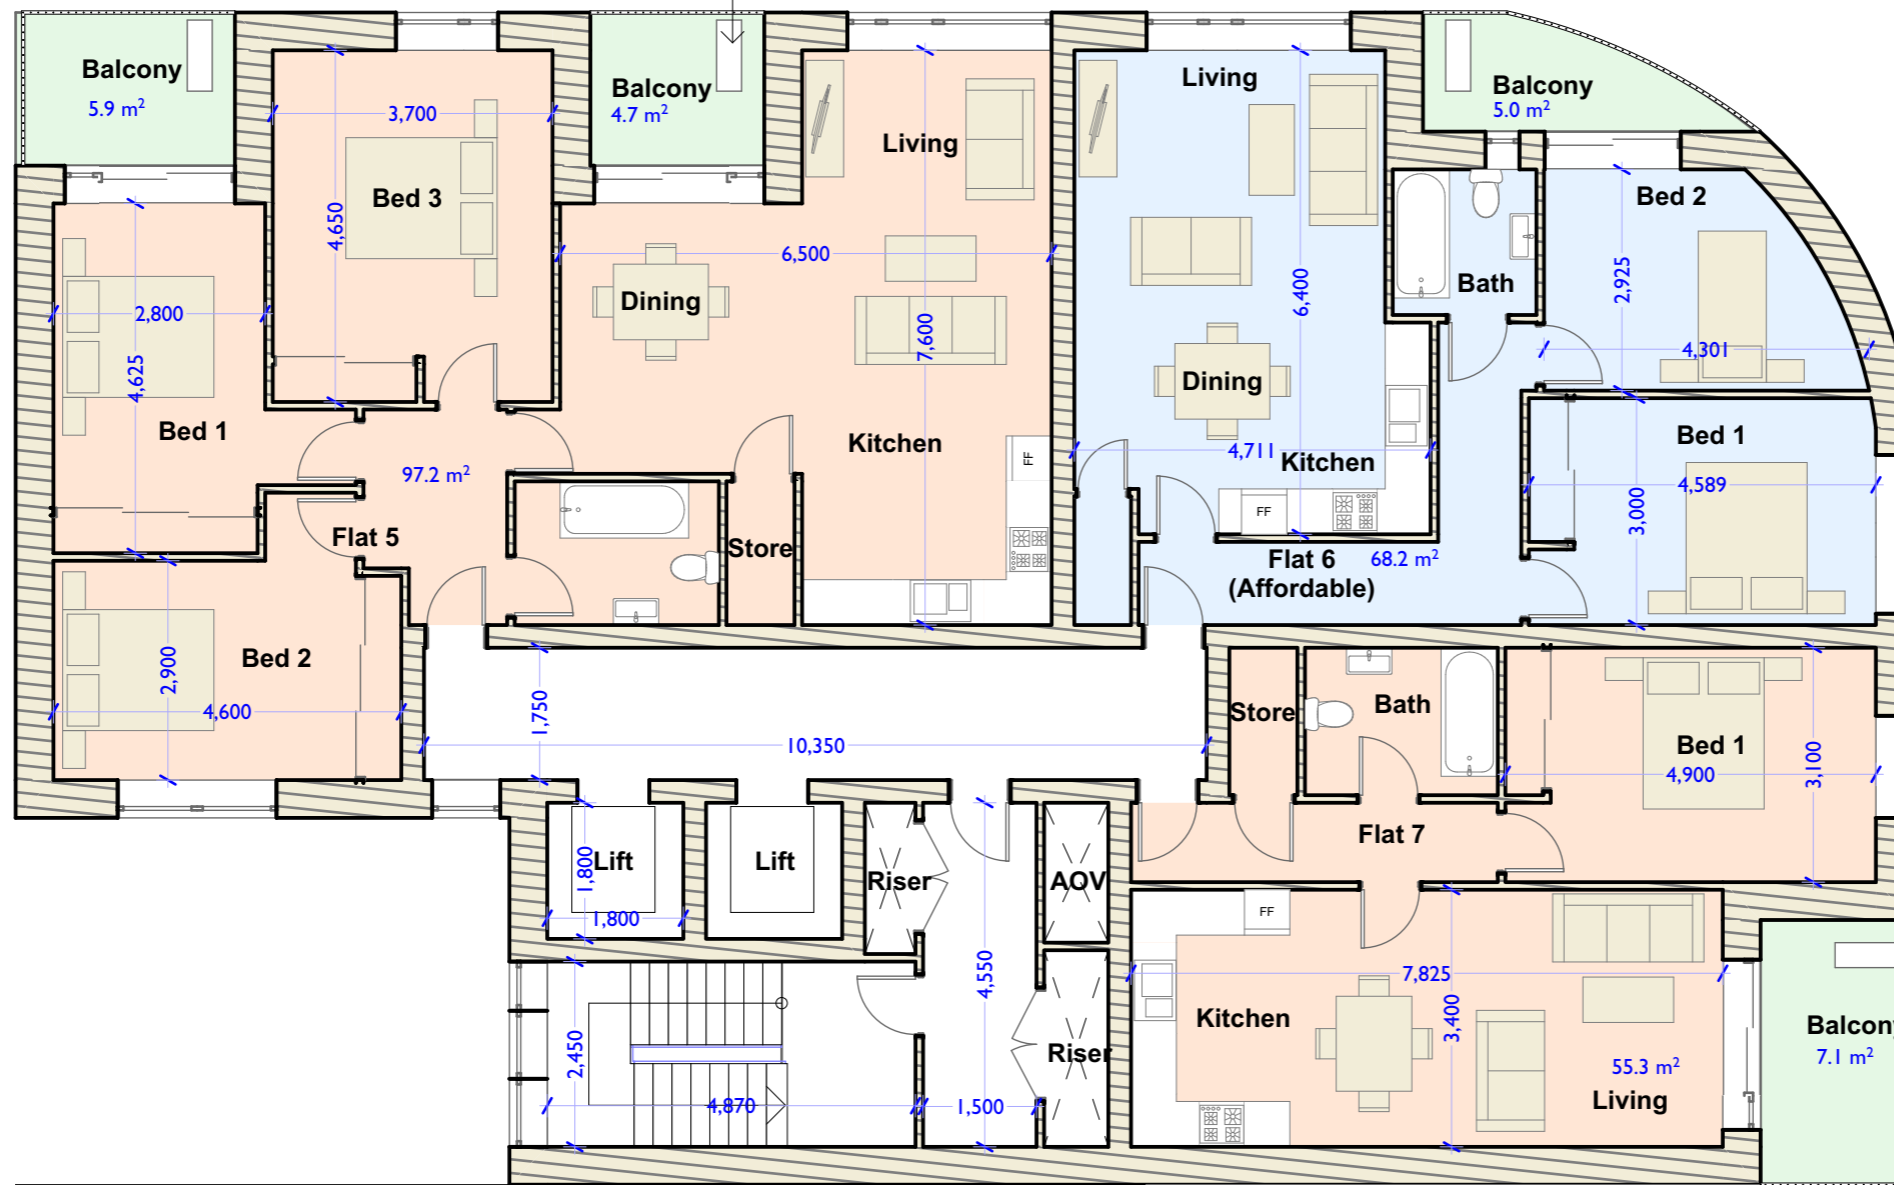 Balcony
5.9 m²
3,700
Bed 3
4,650
Balcony
4.7 m²
Living
6,500
Dining
7,600
Kitchen
FF
2,800
4,625
Bed 1
97.2 m²
Flat 5
Store
Bed 2
2,900
4,600
Living
6,400
Dining
4,711
Kitchen
FF
Flat 6
(Affordable)
68.2 m²
Balcony
5.0 m²
Bath
Bed 2
2,925
4,301
Bed 1
4,589
3,000
1,750
10,350
Store
Bath
Bed 1
4,900
3,100
Flat 7
Lift
1,800
1,800
Lift
Riser
AOV
4,550
Riser
2,450
4,870
1,500
FF
7,825
3,400
Kitchen
55.3 m²
Living
Balcony
7.1 m²